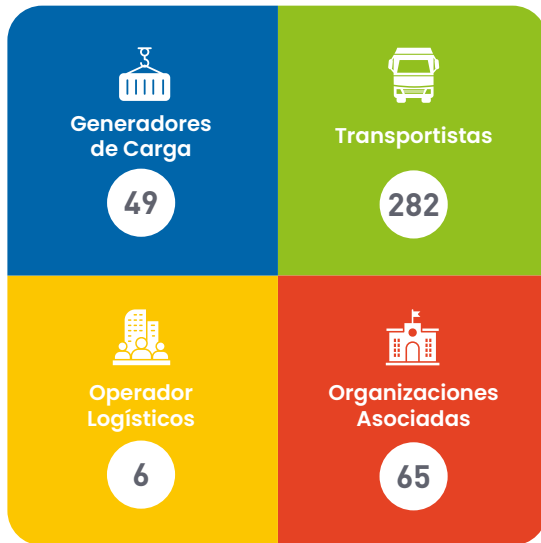 Generadores
de Carga
49
Transportistas
282
Operador
Logísticos
6
Organizaciones
Asociadas
65